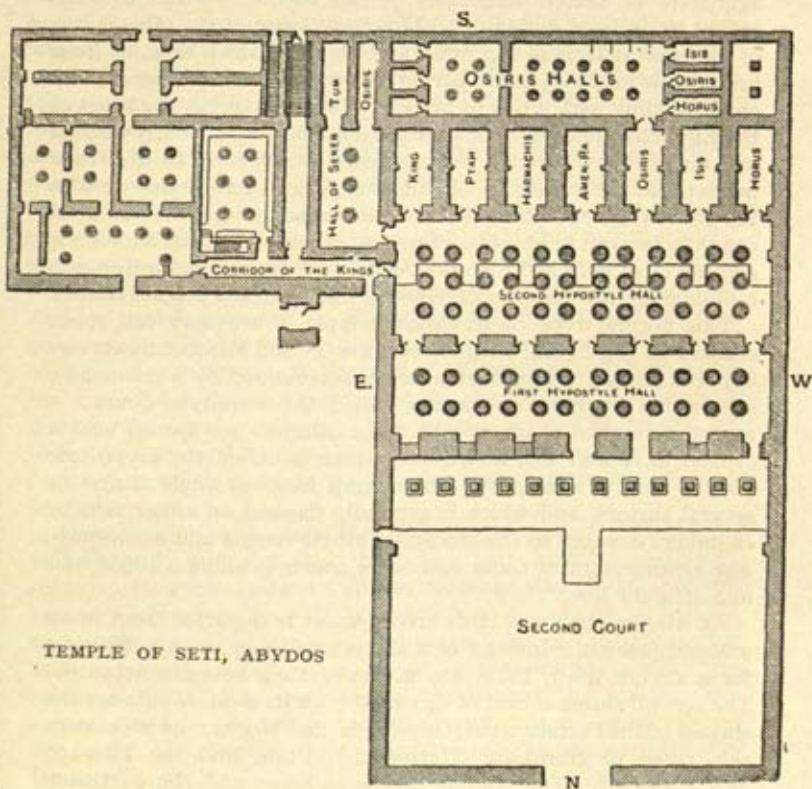 S.
TUM
OSIRIS
OSIRIS HALLS
ISIS
OSIRIS
HORUS
HALL OF SEKER
KING
PTAH
HARMACHIS
AMEN-RA
OSIRIS
ISIS
HORUS
CORRIDOR OF THE KINGS
SECOND HYPOSTYLE HALL
E.
W
FIRST HYPOSTYLE HALL
SECOND COURT
TEMPLE OF SETI, ABYDOS
N